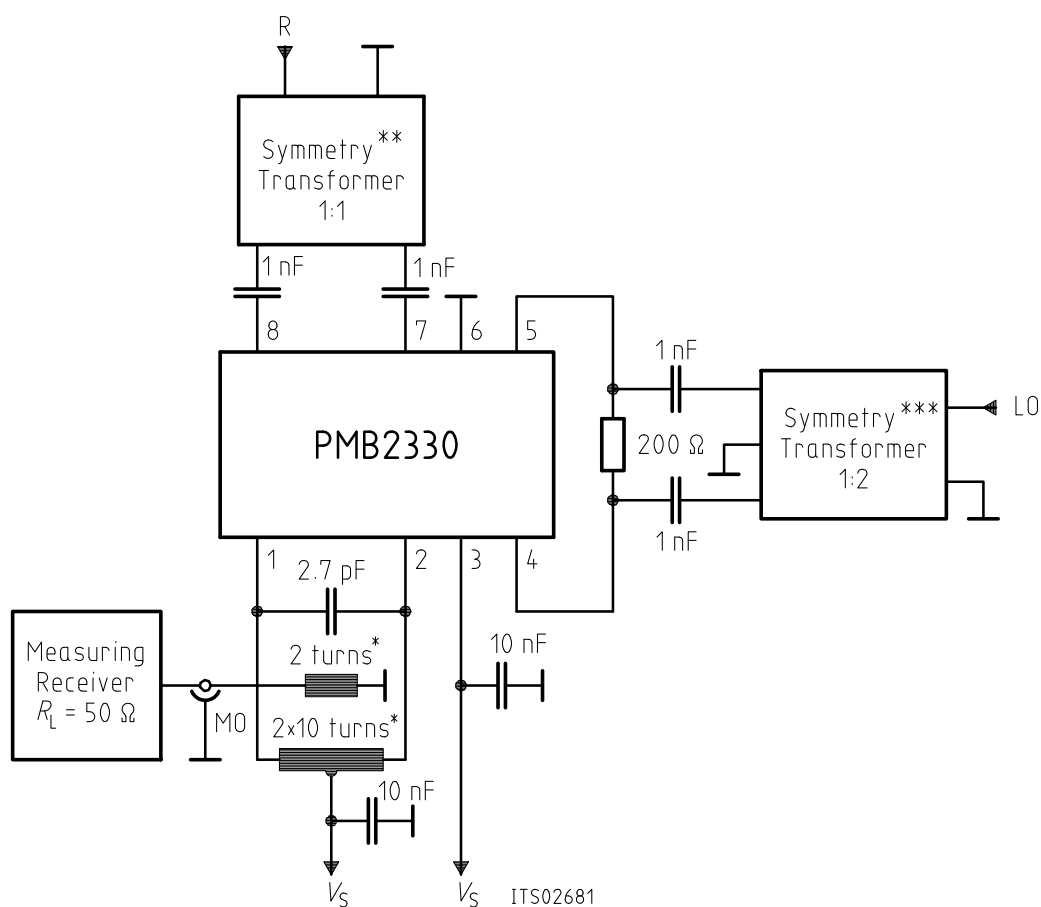 R
Symmetry**
Transformer
1:1
1 nF
1 nF
8
7
6
5
1 nF
Symmetry***
Transformer
1:2
LO
PMB2330
200 Ω
1 nF
1
2
3
4
2.7 pF
Measuring
Receiver
RL = 50 Ω
2 turns*
10 nF
MO
2×10 turns*
10 nF
VS
VS
ITS02681